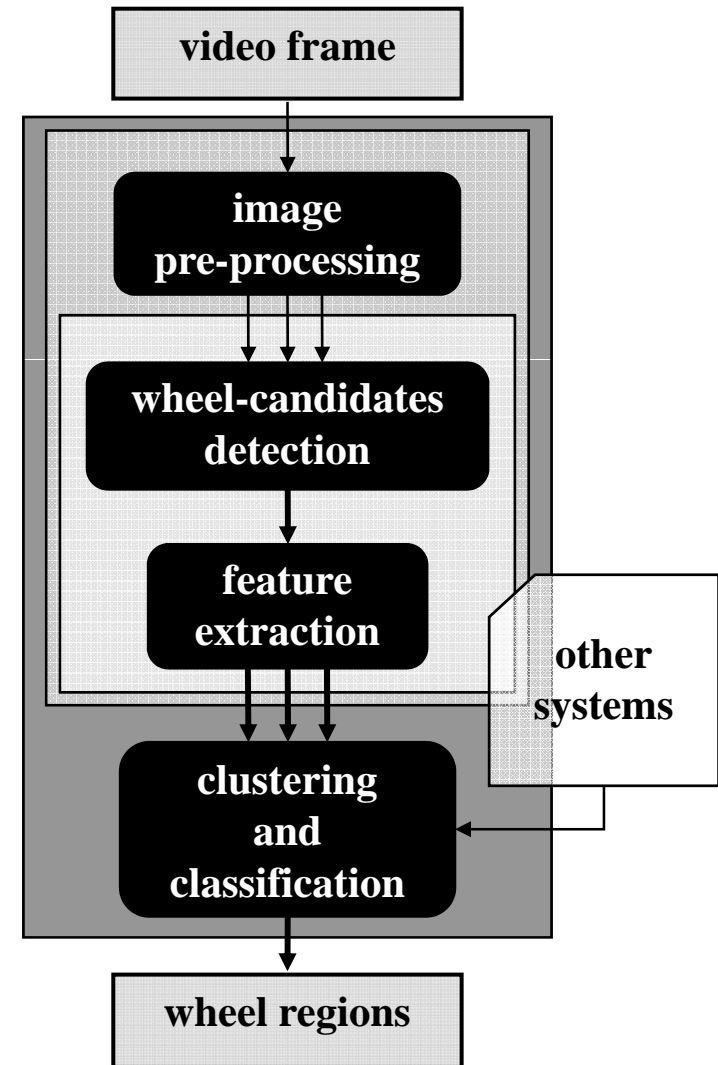 video frame
image
pre-processing
wheel-candidates
detection
feature
extraction
other
systems
clustering
and
classification
wheel regions